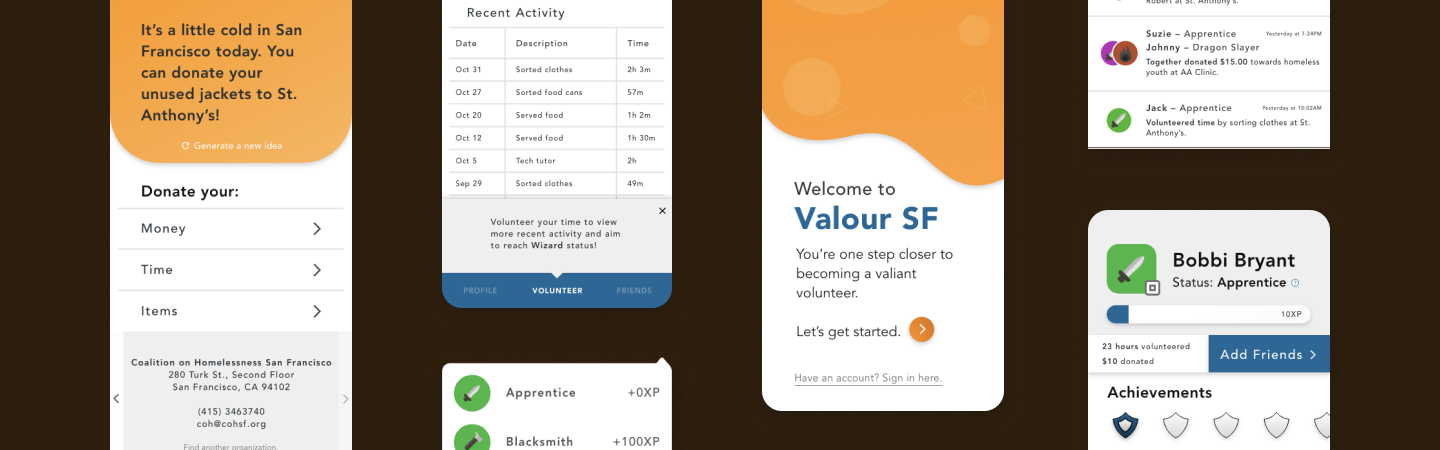 It's a little cold in San
Francisco today. You
can donate your
unused jackets to St.
Anthony's!
Generate a new idea
Donate your:
Money
Time
Items
Coalition on Homelessness San Francisco
280 Turk St., Second Floor
San Francisco, CA 94102
(415) 3463740
coh@cohsf.org
Find another organization.
Recent Activity
Date Description Time
Oct 31 Sorted clothes 2h 3m
Oct 27 Sorted food cans 57m
Oct 20 Served food 1h 2m
Oct 12 Served food 1h 30m
Oct 5 Tech tutor 2h
Sep 29 Sorted clothes 49m
Volunteer your time to view
more recent activity and aim
to reach Wizard status!
PROFILE VOLUNTEER FRIENDS
Apprentice +0XP
Blacksmith +100XP
Welcome to
Valour SF
You're one step closer to
becoming a valiant
volunteer.
Let's get started.
Have an account? Sign in here.
Robert at St. Anthony's.
Suzie – Apprentice Yesterday at 7:24PM
Johnny – Dragon Slayer
Together donated $15.00 towards homeless
youth at AA Clinic.
Jack – Apprentice Yesterday at 10:02AM
Volunteered time by sorting clothes at St.
Anthony's.
Bobbi Bryant
Status: Apprentice ?
10XP
23 hours volunteered
$10 donated
Add Friends
Achievements